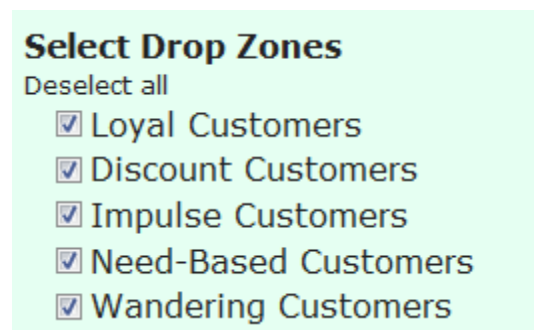 Select Drop Zones
Deselect all
Loyal Customers
Discount Customers
Impulse Customers
Need-Based Customers
Wandering Customers